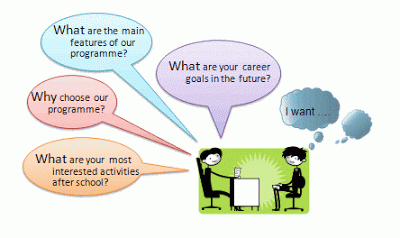 What are the main
features of our
programme?
What are your career
goals in the future?
Why choose our
programme?
I want ....
What are your most
interested activities
after school?